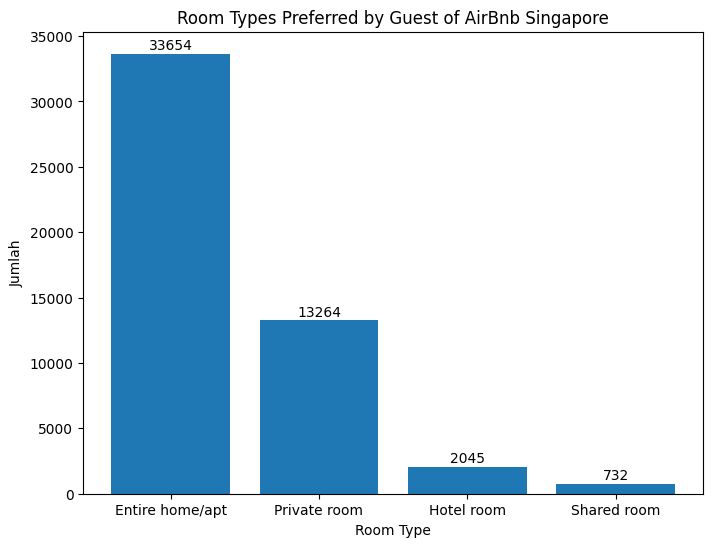 Room Types Preferred by Guest of AirBnb Singapore
35000
30000
25000
20000
15000
10000
5000
0
Jumlah
33654
13264
2045
732
Entire home/apt
Private room
Hotel room
Shared room
Room Type